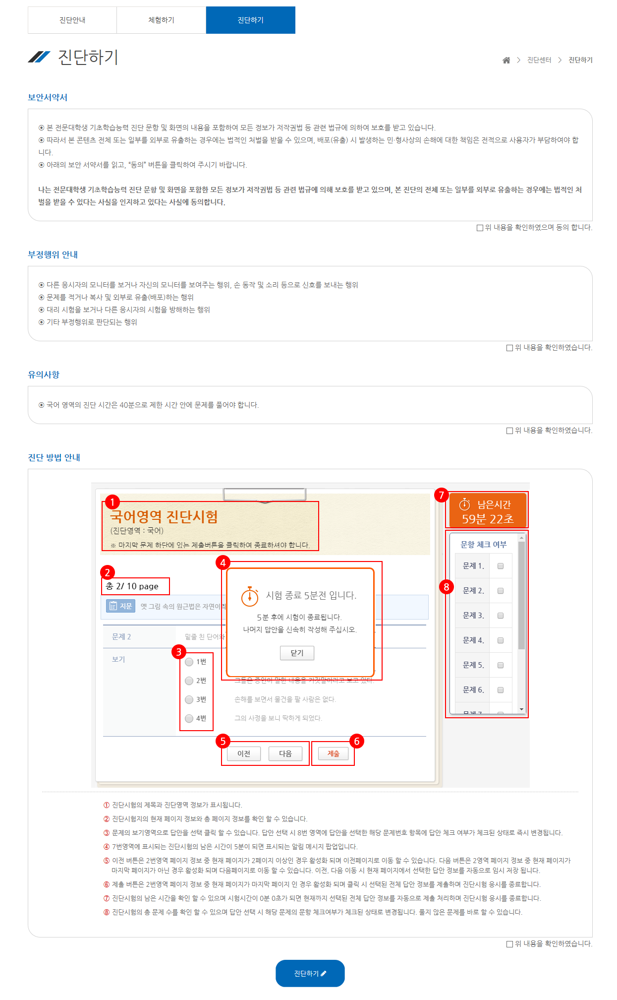 진단안내
체험하기
진단하기
진단하기
> 진단센터 > 진단하기
보안서약서
⦿ 본 전문대학생 기초학습능력 진단 문항 및 화면의 내용을 포함하여 모든 정보가 저작권법 등 관련 법규에 의하여 보호를 받고 있습니다.
⦿ 따라서 본 콘텐츠 전체 또는 일부를 외부로 유출하는 경우에는 법적인 처벌을 받을 수 있으며, 배포(유출) 시 발생하는 민·형사상의 손해에 대한 책임은 전적으로 사용자가 부담하여야 합
니다.
⦿ 아래의 보안 서약서를 읽고, “동의” 버튼을 클릭하여 주시기 바랍니다.
나는 전문대학생 기초학습능력 진단 문항 및 화면을 포함한 모든 정보가 저작권법 등 관련 법규에 의해 보호를 받고 있으며, 본 진단의 전체 또는 일부를 외부로 유출하는 경우에는 법적인 처
벌을 받을 수 있다는 사실을 인지하고 있다는 사실에 동의합니다.
위 내용을 확인하였으며 동의 합니다.
부정행위 안내
⦿ 다른 응시자의 모니터를 보거나 자신의 모니터를 보여주는 행위, 손 동작 및 소리 등으로 신호를 보내는 행위
⦿ 문제를 적거나 복사 및 외부로 유출(배포)하는 행위
⦿ 대리 시험을 보거나 다른 응시자의 시험을 방해하는 행위
⦿ 기타 부정행위로 판단되는 행위
위 내용을 확인하였습니다.
유의사항
⦿ 국어 영역의 진단 시간은 40분으로 제한 시간 안에 문제를 풀어야 합니다.
위 내용을 확인하였습니다.
진단 방법 안내
1
국어영역 진단시험
(진단영역 : 국어)
※ 마지막 문제 하단에 있는 제출버튼을 클릭하여 종료하셔야 합니다.
2
총 2/ 10 page
지문
옛 그림 속의 원근법은 자연이
문제 2
밑줄 친 단어와
보기
3
1번
2번
그들은 증인이 말한 내용을 거짓말이라고 보고 있다.
3번
손해를 보면서 물건을 팔 사람은 없다.
4번
그의 사정을 보니 딱하게 되었다.
4
시험 종료 5분전 입니다.
5분 후에 시험이 종료됩니다.
나머지 답안을 신속히 작성해 주십시오.
닫기
5
이전
다음
6
제출
7
남은시간
59분 22초
8
문항 체크 여부
문제 1.
문제 2.
문제 3.
문제 4.
문제 5.
문제 6.
문제 7.
① 진단시험의 제목과 진단영역 정보가 표시됩니다.
② 진단시험지의 현재 페이지 정보와 총 페이지 정보를 확인 할 수 있습니다.
③ 문제의 보기영역으로 답안을 선택 클릭 할 수 있습니다. 답안 선택 시 8번 영역에 답안을 선택한 해당 문제번호 항목에 답안 체크 여부가 체크된 상태로 즉시 변경됩니다.
④ 7번영역에 표시되는 진단시험의 남은 시간이 5분이 되면 표시되는 알림 메시지 팝업입니다.
⑤ 이전 버튼은 2번영역 페이지 정보 중 현재 페이지가 2페이지 이상인 경우 활성화 되며 이전페이지로 이동 할 수 있습니다. 다음 버튼은 2영역 페이지 정보 중 현재 페이지가
마지막 페이지가 아닌 경우 활성화 되며 다음페이지로 이동 할 수 있습니다. 이전, 다음 이동 시 현재 페이지에서 선택한 답안 정보를 자동으로 임시 저장 됩니다.
⑥ 제출 버튼은 2번영역 페이지 정보 중 현재 페이지가 마지막 페이지 인 경우 활성화 되며 클릭 시 선택된 전체 답안 정보를 제출하며 진단시험 응시를 종료합니다.
⑦ 진단시험의 남은 시간을 확인 할 수 있으며 시험시간이 0분 0초가 되면 현재까지 선택된 전체 답안 정보를 자동으로 제출 처리하며 진단시험 응시를 종료합니다.
⑧ 진단시험의 총 문제 수를 확인 할 수 있으며 답안 선택 시 해당 문제의 문항 체크여부가 체크된 상태로 변경됩니다. 풀지 않은 문제를 바로 할 수 있습니다.
위 내용을 확인하였습니다.
진단하기